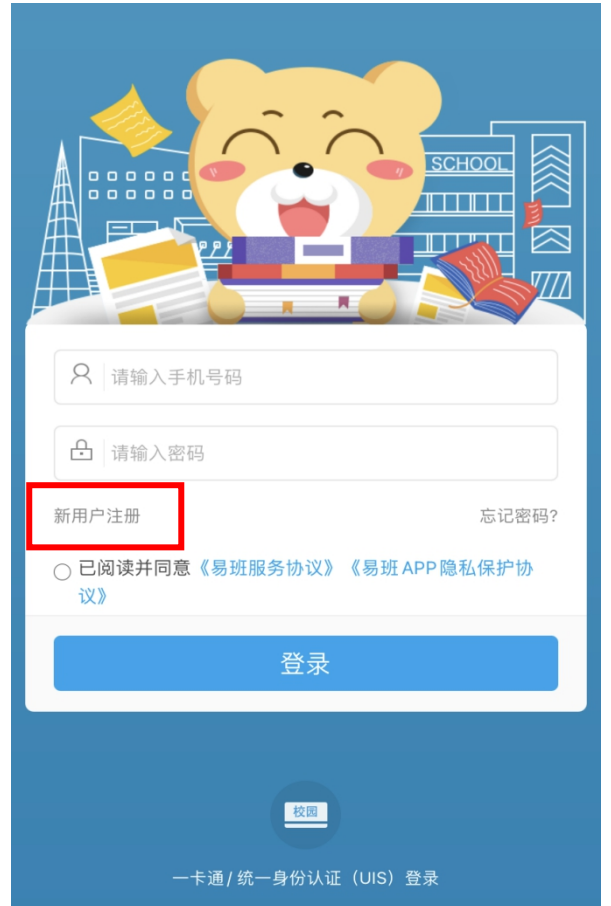 SCHOOL
请输入手机号码
请输入密码
新用户注册
忘记密码?
已阅读并同意《易班服务协议》《易班APP隐私保护协
议》
登录
校园
一卡通/统一身份认证（UIS）登录